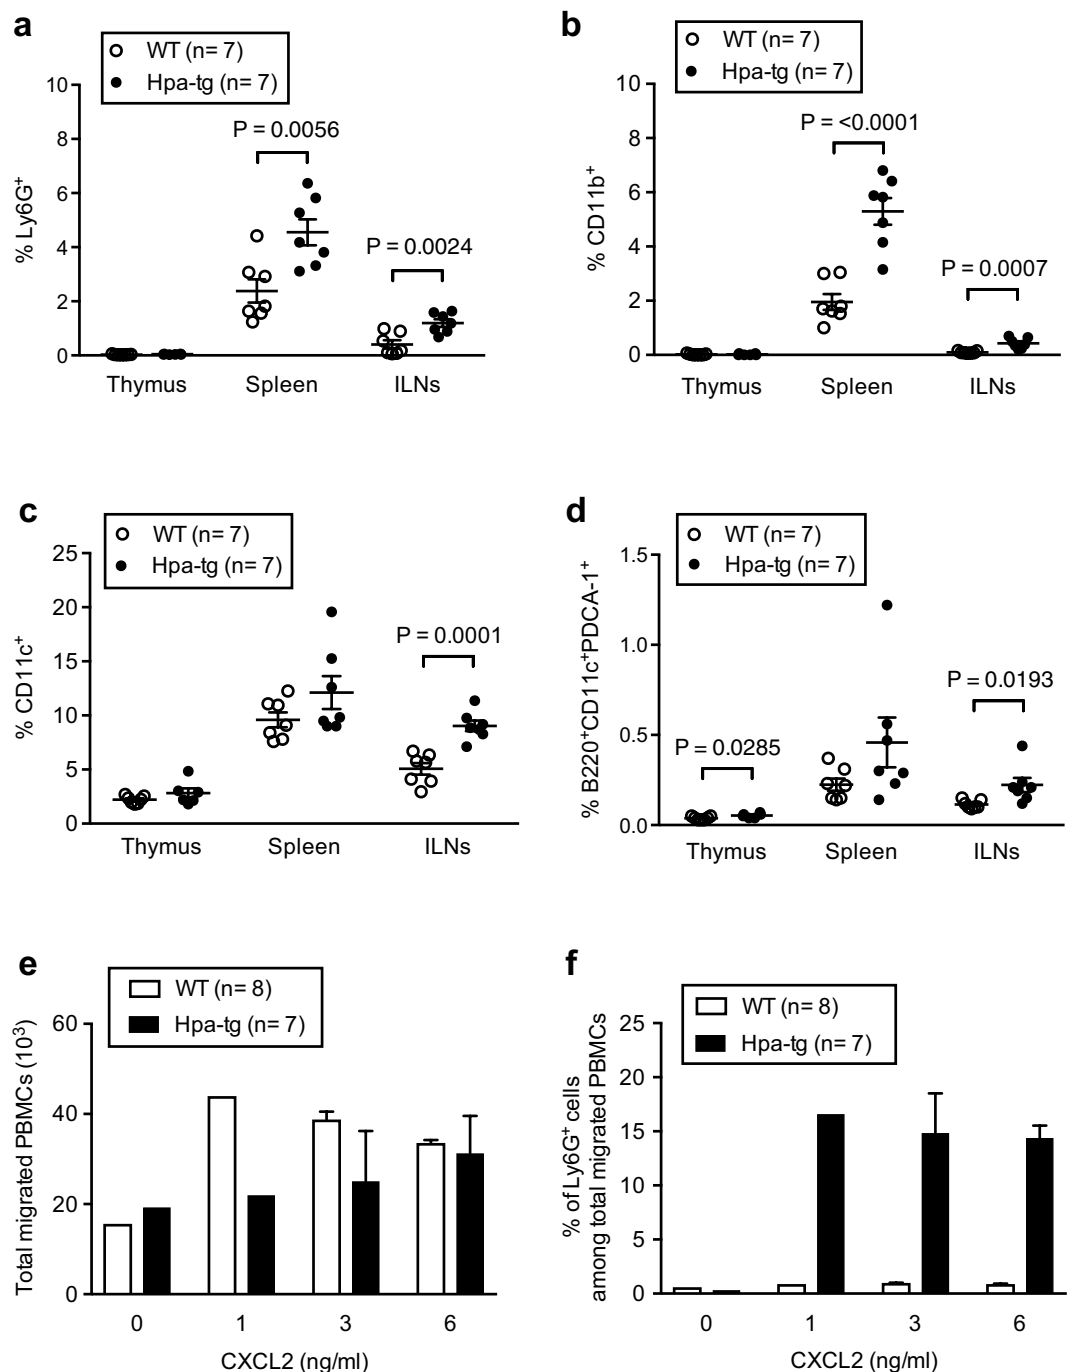 a
WT (n= 7)
Hpa-tg (n= 7)
% Ly6G⁺
10
8
6
4
2
0
P = 0.0056
P = 0.0024
Thymus Spleen ILNs
b
WT (n= 7)
Hpa-tg (n= 7)
% CD11b⁺
10
8
6
4
2
0
P = <0.0001
P = 0.0007
Thymus Spleen ILNs
c
WT (n= 7)
Hpa-tg (n= 7)
% CD11c⁺
25
20
15
10
5
0
P = 0.0001
Thymus Spleen ILNs
d
WT (n= 7)
Hpa-tg (n= 7)
% B220⁺CD11c⁺PDCA-1⁺
1.5
1.0
0.5
0.0
P = 0.0285
P = 0.0193
Thymus Spleen ILNs
e
WT (n= 8)
Hpa-tg (n= 7)
Total migrated PBMCs (10³)
60
40
20
0
0 1 3 6
CXCL2 (ng/ml)
f
WT (n= 8)
Hpa-tg (n= 7)
% of Ly6G⁺ cells
among total migrated PBMCs
25
20
15
10
5
0
0 1 3 6
CXCL2 (ng/ml)